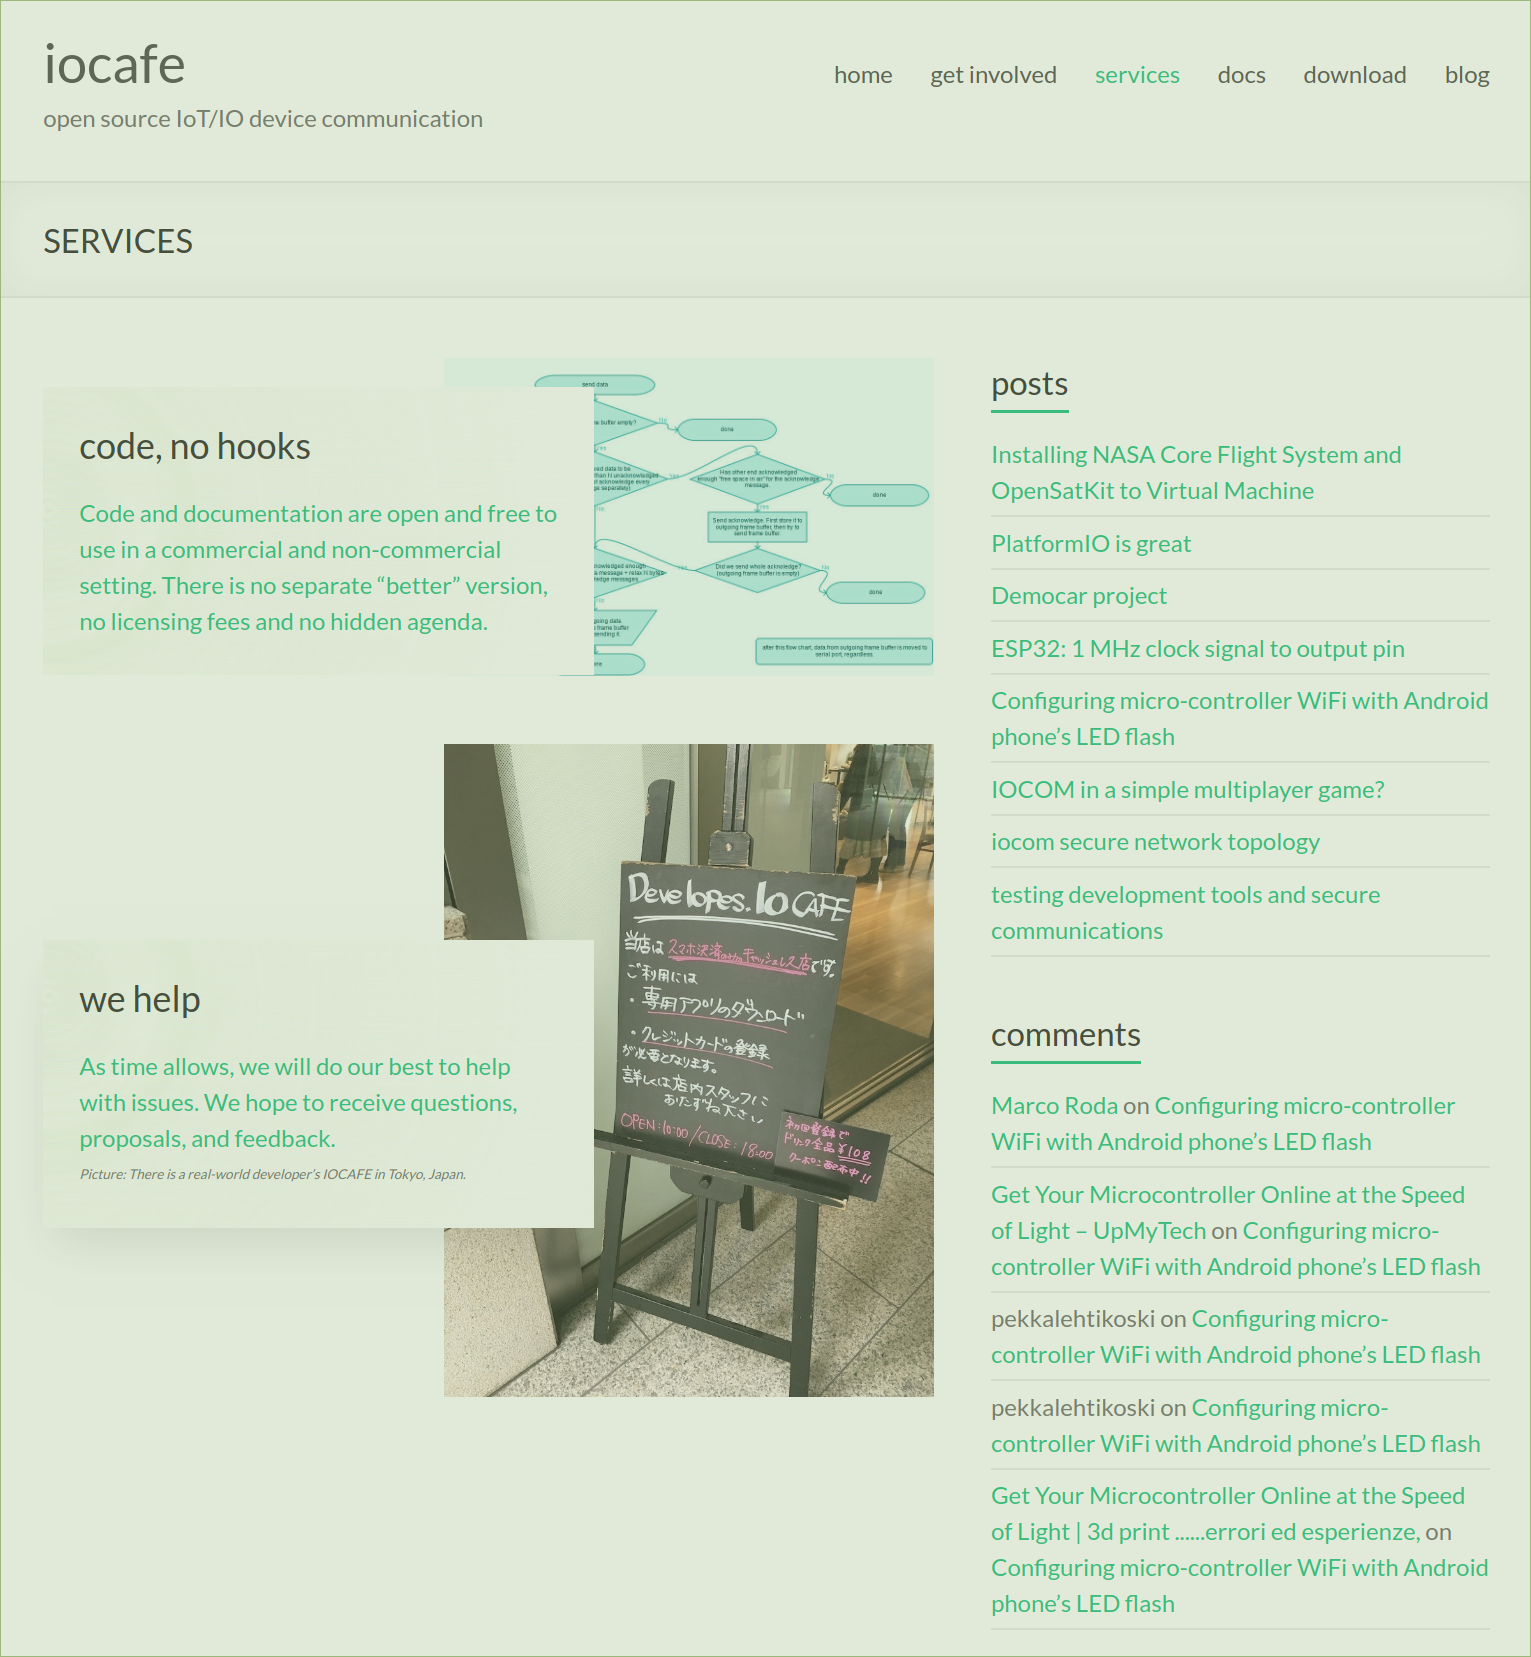 iocafe
open source IoT/IO device communication
home get involved services docs download blog
SERVICES
code, no hooks
Code and documentation are open and free to
use in a commercial and non-commercial
setting. There is no separate “better” version,
no licensing fees and no hidden agenda.
send data
buffer empty?
No
done
Yes
No
Has other end acknowledged
enough "free space in air" for the acknowledge
message
No
done
Yes
Send acknowledge. First store it to
outgoing frame buffer, then try to
send frame buffer.
Did we send whole acknoledge?
(outgoing frame buffer is empty)
No
done
after this flow chart, data from outgoing frame buffer is moved to
serial port, regardless.
we help
As time allows, we will do our best to help
with issues. We hope to receive questions,
proposals, and feedback.
Picture: There is a real-world developer’s IOCAFE in Tokyo, Japan.
Developes.Io CAFE
当店は スマホ決済のみの キャッシュレス店です。
ご利用には
・専用アプリのダウンロード
・クレジットカードの登録
が必要となります。
詳しくは店内スタッフに
おたずね下さい
OPEN:10:00/CLOSE:18:00
初回登録で
ドリンク全品¥108
クーポン配布中!!
posts
Installing NASA Core Flight System and
OpenSatKit to Virtual Machine
PlatformIO is great
Democar project
ESP32: 1 MHz clock signal to output pin
Configuring micro-controller WiFi with Android
phone’s LED flash
IOCOM in a simple multiplayer game?
iocom secure network topology
testing development tools and secure
communications
comments
Marco Roda on Configuring micro-controller
WiFi with Android phone’s LED flash
Get Your Microcontroller Online at the Speed
of Light – UpMyTech on Configuring micro-
controller WiFi with Android phone’s LED flash
pekkalehtikoski on Configuring micro-
controller WiFi with Android phone’s LED flash
pekkalehtikoski on Configuring micro-
controller WiFi with Android phone’s LED flash
Get Your Microcontroller Online at the Speed
of Light | 3d print ……errori ed esperienze, on
Configuring micro-controller WiFi with Android
phone’s LED flash